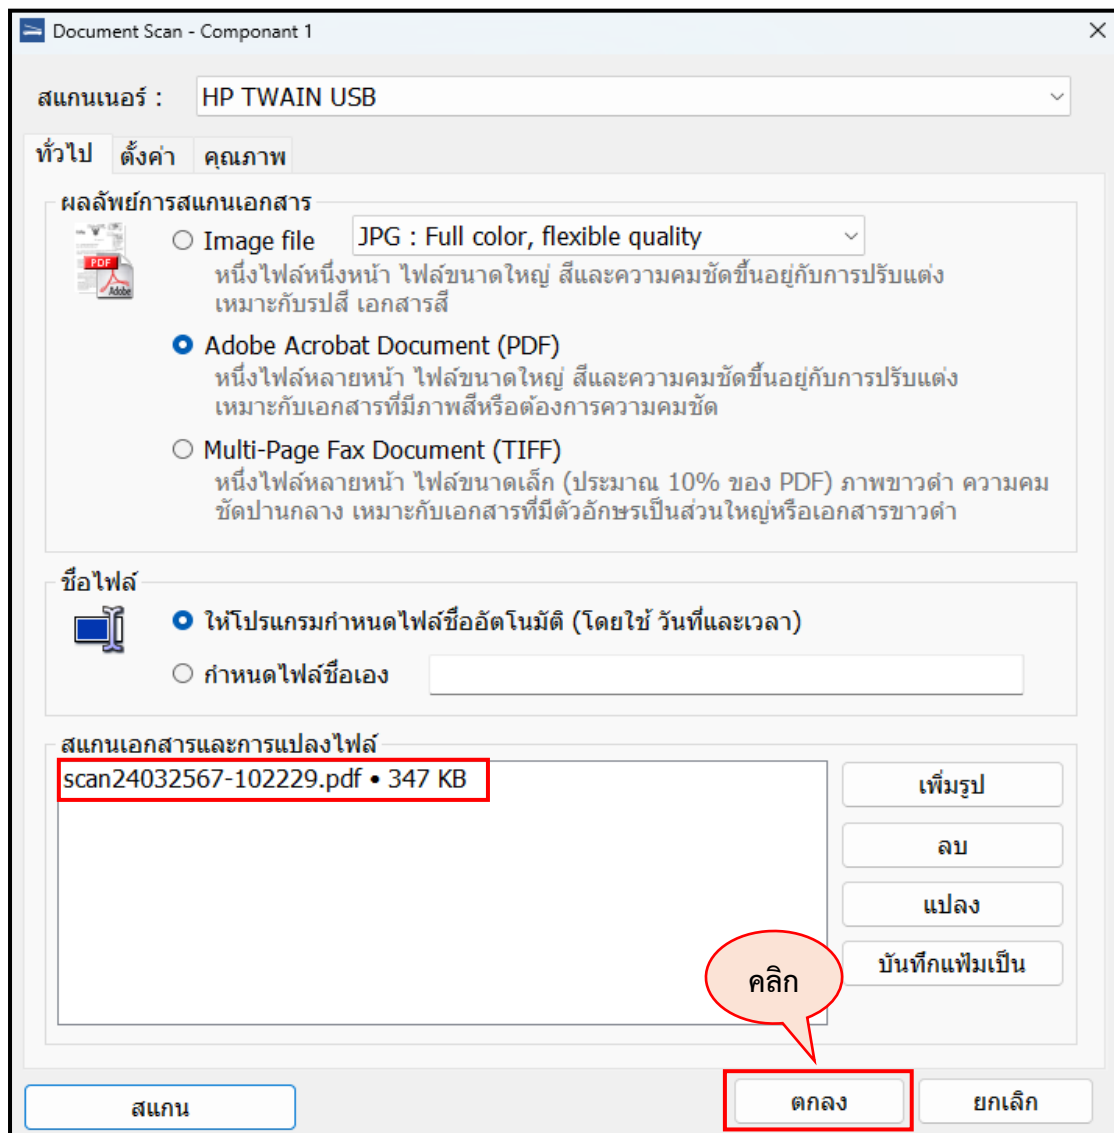 Document Scan - Componant 1
สแกนเนอร์ : HP TWAIN USB
ทั่วไป ตั้งค่า คุณภาพ
ผลลัพย์การสแกนเอกสาร
Image file JPG : Full color, flexible quality
หนึ่งไฟล์หนึ่งหน้า ไฟล์ขนาดใหญ่ สีและความคมชัดขึ้นอยู่กับการปรับแต่ง
เหมาะกับรปสี เอกสารสี
PDF
Adobe
Adobe Acrobat Document (PDF)
หนึ่งไฟล์หลายหน้า ไฟล์ขนาดใหญ่ สีและความคมชัดขึ้นอยู่กับการปรับแต่ง
เหมาะกับเอกสารที่มีภาพสีหรือต้องการความคมชัด
Multi-Page Fax Document (TIFF)
หนึ่งไฟล์หลายหน้า ไฟล์ขนาดเล็ก (ประมาณ 10% ของ PDF) ภาพขาวดำ ความคม
ชัดปานกลาง เหมาะกับเอกสารที่มีตัวอักษรเป็นส่วนใหญ่หรือเอกสารขาวดำ
ชื่อไฟล์
ให้โปรแกรมกำหนดไฟล์ชื่ออัตโนมัติ (โดยใช้ วันที่และเวลา)
กำหนดไฟล์ชื่อเอง
สแกนเอกสารและการแปลงไฟล์
scan24032567-102229.pdf • 347 KB
เพิ่มรูป
ลบ
แปลง
บันทึกแฟ้มเป็น
คลิก
สแกน ตกลง ยกเลิก